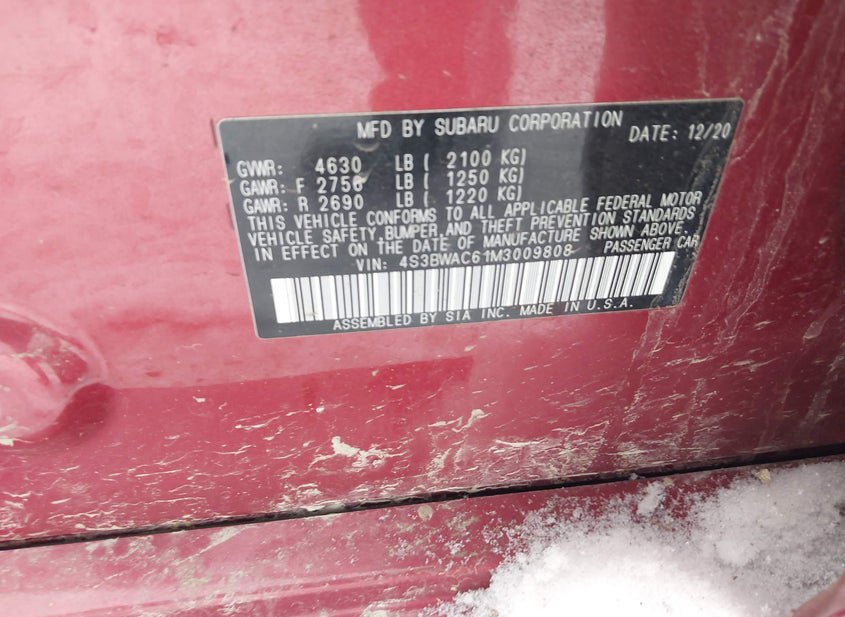 MFD BY SUBARU CORPORATION DATE: 12/20
GVWR: 4630 LB ( 2100 KG)
GAWR: F 2756 LB ( 1250 KG)
GAWR: R 2690 LB ( 1220 KG)
THIS VEHICLE CONFORMS TO ALL APPLICABLE FEDERAL MOTOR
VEHICLE SAFETY, BUMPER, AND THEFT PREVENTION STANDARDS
IN EFFECT ON THE DATE OF MANUFACTURE SHOWN ABOVE.
VIN: 4S3BWAC61M3009808 PASSENGER CAR
ASSEMBLED BY SIA INC. MADE IN U.S.A.